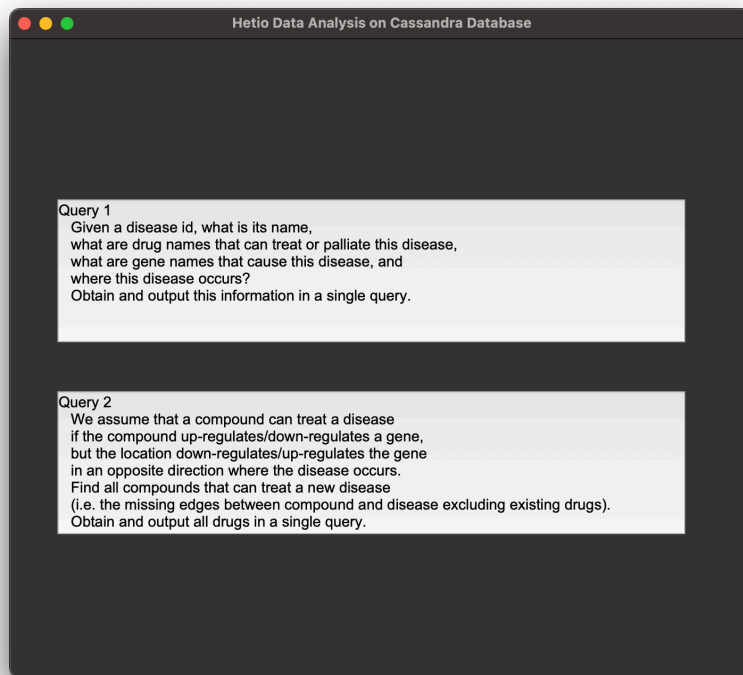 Hetio Data Analysis on Cassandra Database
Query 1
Given a disease id, what is its name,
what are drug names that can treat or palliate this disease,
what are gene names that cause this disease, and
where this disease occurs?
Obtain and output this information in a single query.
Query 2
We assume that a compound can treat a disease
if the compound up-regulates/down-regulates a gene,
but the location down-regulates/up-regulates the gene
in an opposite direction where the disease occurs.
Find all compounds that can treat a new disease
(i.e. the missing edges between compound and disease excluding existing drugs).
Obtain and output all drugs in a single query.